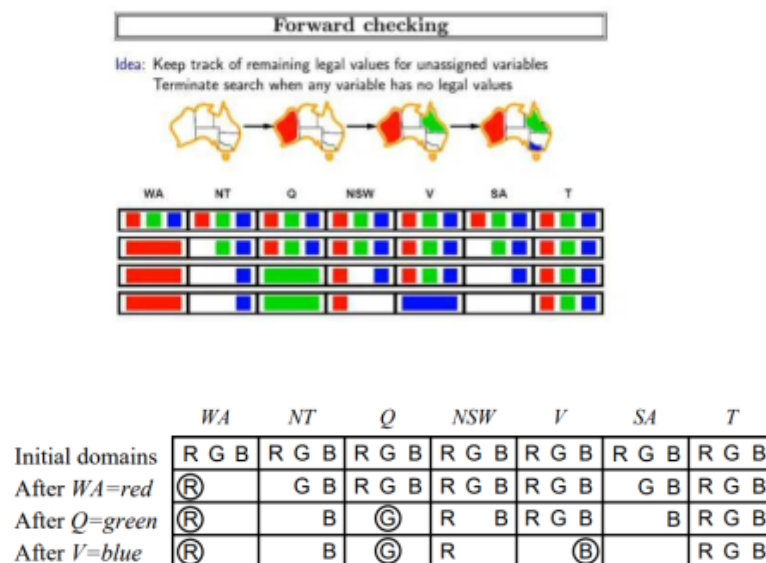 Forward checking
Idea: Keep track of remaining legal values for unassigned variables
Terminate search when any variable has no legal values
WA NT Q NSW V SA T
WA NT Q NSW V SA T
Initial domains R G B R G B R G B R G B R G B R G B R G B
After WA=red R G B R G B R G B R G B G B R G B
After Q=green R B G R B R G B B R G B
After V=blue R B G R B R G B